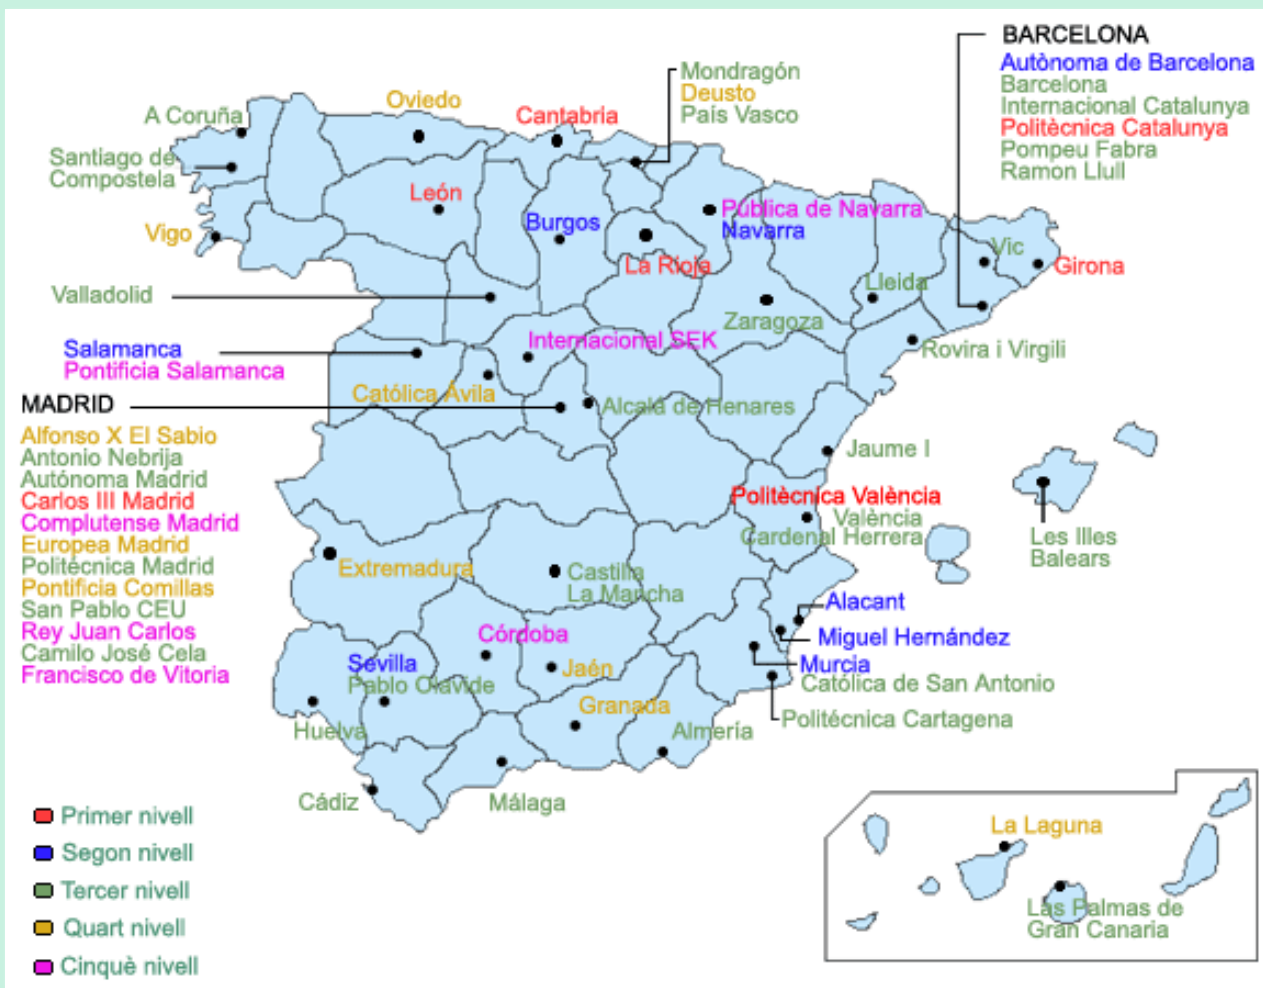 BARCELONA
Autònoma de Barcelona
Barcelona
Internacional Catalunya
Politècnica Catalunya
Pompeu Fabra
Ramon Llull
Mondragón
Deusto
País Vasco
Oviedo
Cantabria
A Coruña
Santiago de
Compostela
León
Vigo
Burgos
Pública de Navarra
Navarra
La Rioja
Vic
Girona
Lleida
Valladolid
Zaragoza
Internacional SEK
Rovira i Virgili
Salamanca
Pontificia Salamanca
Católica Ávila
MADRID
Alcalá de Henares
Alfonso X El Sabio
Antonio Nebrija
Autónoma Madrid
Carlos III Madrid
Complutense Madrid
Europea Madrid
Politécnica Madrid
Pontificia Comillas
San Pablo CEU
Rey Juan Carlos
Camilo José Cela
Francisco de Vitoria
Jaume I
Politècnica València
València
Cardenal Herrera
Les Illes
Balears
Extremadura
Castilla
La Mancha
Alacant
Miguel Hernández
Murcia
Católica de San Antonio
Politécnica Cartagena
Córdoba
Sevilla
Pablo Olavide
Jaén
Granada
Almería
Huelva
Cádiz
Málaga
Primer nivell
Segon nivell
Tercer nivell
Quart nivell
Cinquè nivell
La Laguna
Las Palmas de
Gran Canaria